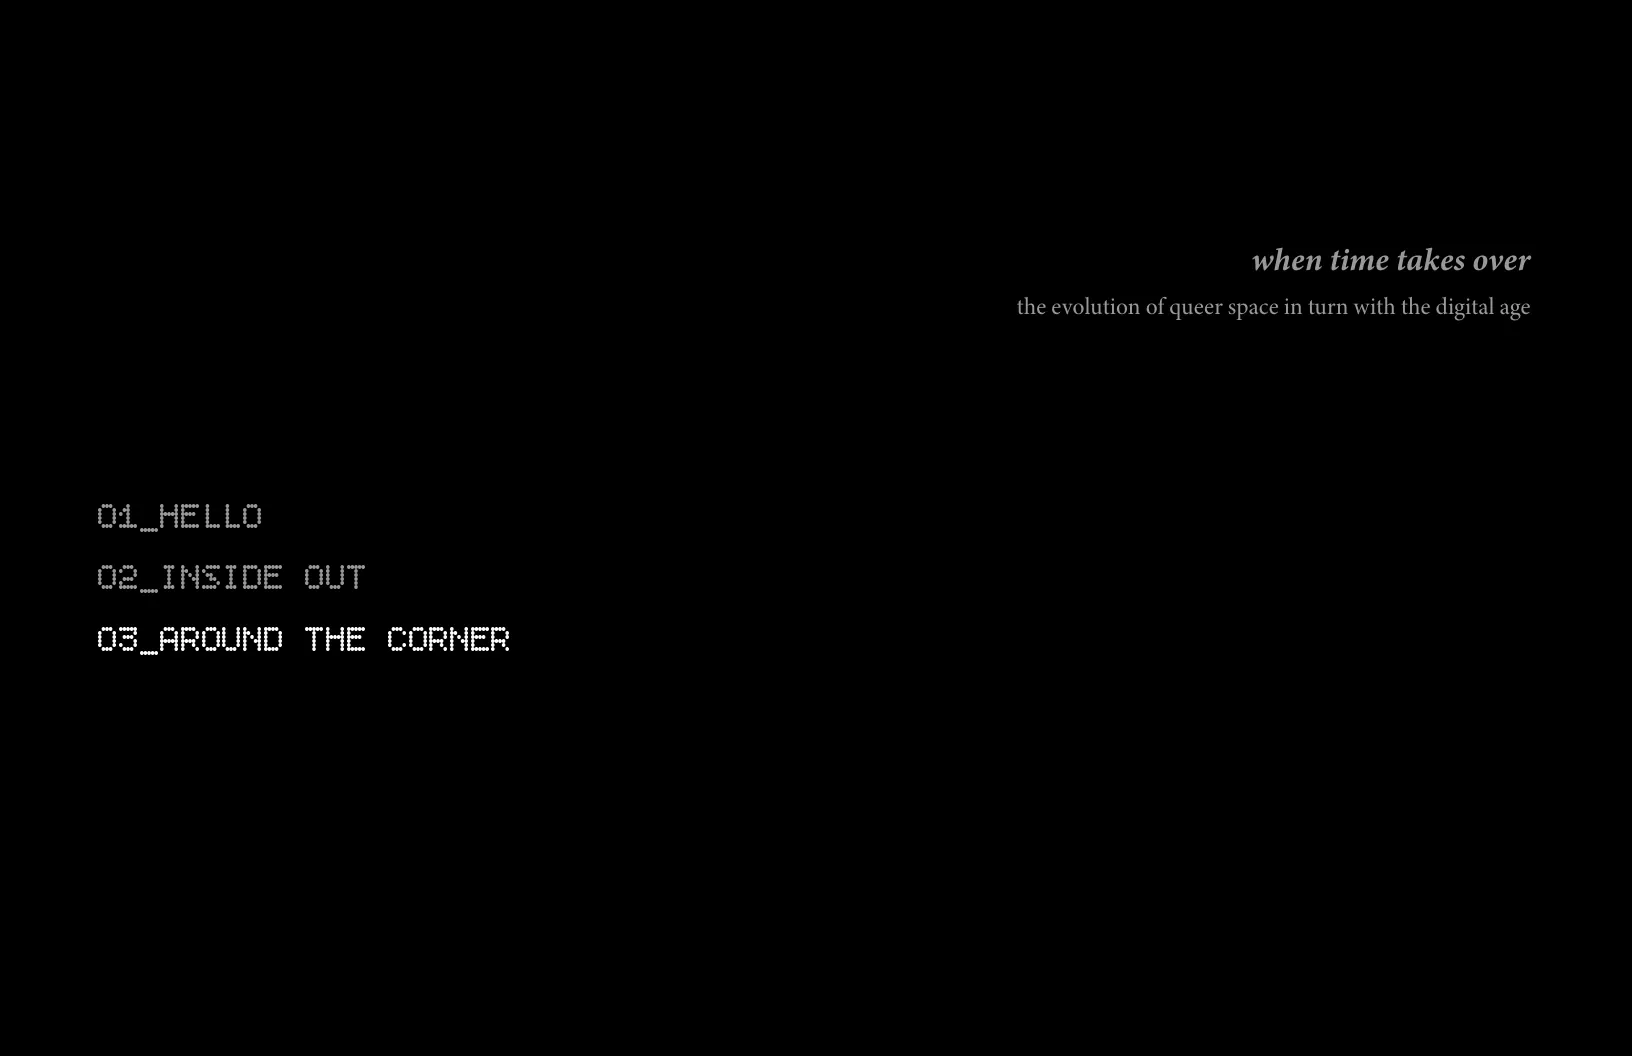 when time takes over
the evolution of queer space in turn with the digital age
01_HELLO
02_INSIDE OUT
03_AROUND THE CORNER